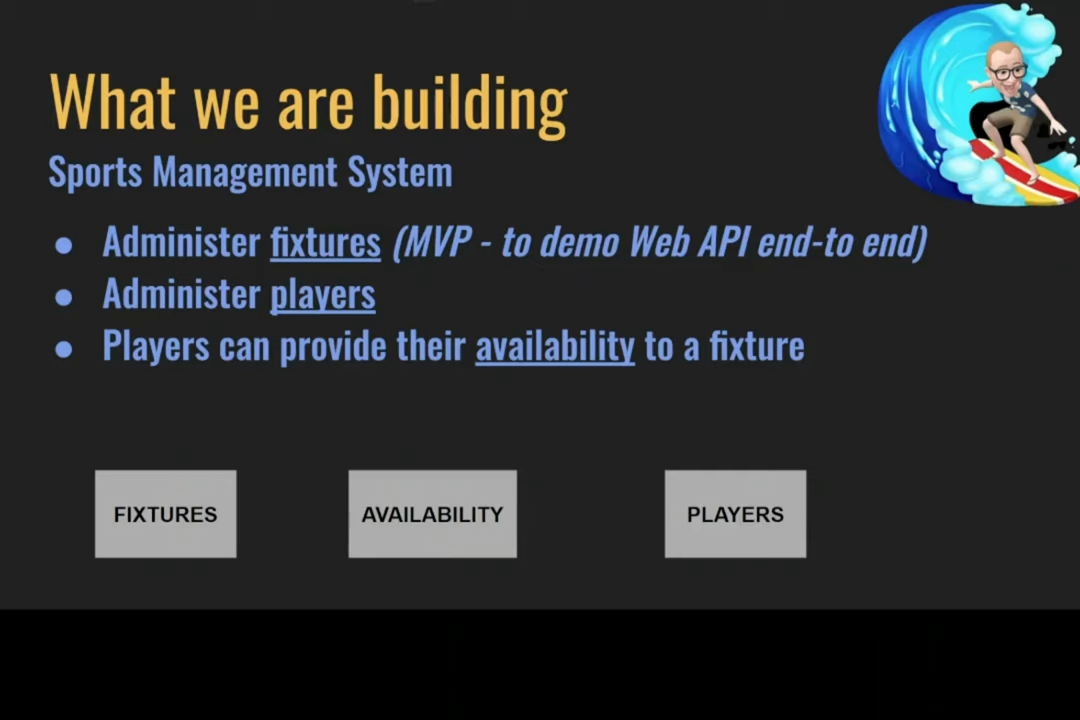 What we are building
Sports Management System
● Administer fixtures (MVP - to demo Web API end-to end)
● Administer players
● Players can provide their availability to a fixture
FIXTURES AVAILABILITY PLAYERS